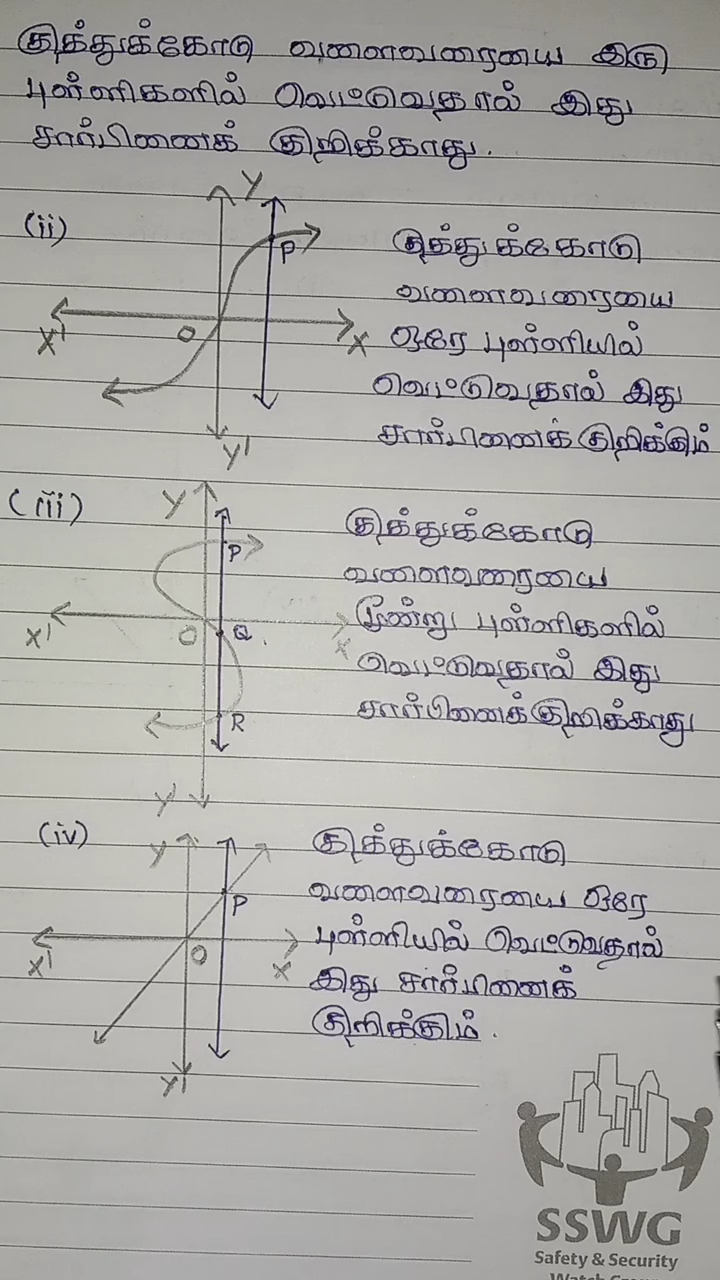 குத்துக்கோடு வளைவரையை இரு
புள்ளிகளில் வெட்டுவதால் இது
சார்பினைக் குறிக்காது.
(ii)
Y
P
X'
O
X
Y'
குத்துக்கோடு
வளைவரையை
ஒரே புள்ளியில்
வெட்டுவதால் இது
சார்பினைக் குறிக்கும்
(iii)
Y
P
X'
O
Q.
X
R
Y'
குத்துக்கோடு
வளைவரையை
மூன்று புள்ளிகளில்
வெட்டுவதால் இது
சார்பினைக் குறிக்காது
(iv)
Y
P
X'
O
X
Y'
குத்துக்கோடு
வளைவரையை ஒரே
புள்ளியில் வெட்டுவதால்
இது சார்பினைக்
குறிக்கும்.
SSWG
Safety & Security